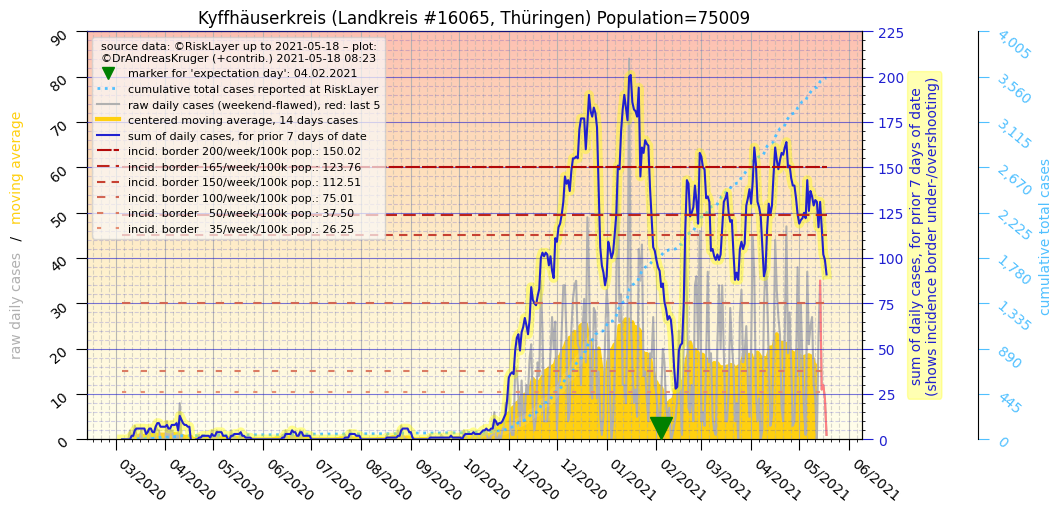 Kyffhäuserkreis (Landkreis #16065, Thüringen) Population=75009
source data: ©RiskLayer up to 2021-05-18 – plot:
©DrAndreasKruger (+contrib.) 2021-05-18 08:23
marker for 'expectation day': 04.02.2021
cumulative total cases reported at RiskLayer
raw daily cases (weekend-flawed), red: last 5
centered moving average, 14 days cases
sum of daily cases, for prior 7 days of date
incid. border 200/week/100k pop.: 150.02
incid. border 165/week/100k pop.: 123.76
incid. border 150/week/100k pop.: 112.51
incid. border 100/week/100k pop.: 75.01
incid. border   50/week/100k pop.: 37.50
incid. border   35/week/100k pop.: 26.25
raw daily cases  /  moving average
90
80
70
60
50
40
30
20
10
0
03/2020
04/2020
05/2020
06/2020
07/2020
08/2020
09/2020
10/2020
11/2020
12/2020
01/2021
02/2021
03/2021
04/2021
05/2021
06/2021
225
200
175
150
125
100
75
50
25
0
sum of daily cases, for prior 7 days of date
(shows incidence border under-/overshooting)
4,005
3,560
3,115
2,670
2,225
1,780
1,335
890
445
0
cumulative total cases